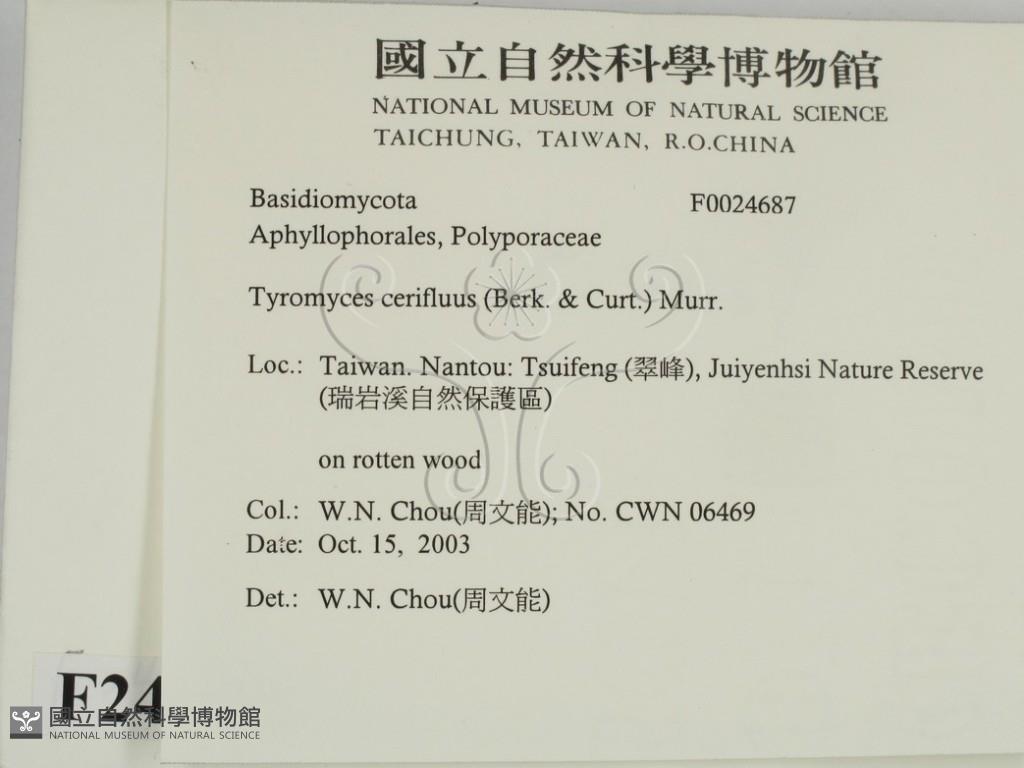 國立自然科學博物館
NATIONAL MUSEUM OF NATURAL SCIENCE
TAICHUNG, TAIWAN, R.O.CHINA
Basidiomycota F0024687
Aphyllophorales, Polyporaceae
Tyromyces cerifluus (Berk. & Curt.) Murr.
Loc.: Taiwan. Nantou: Tsuifeng (翠峰), Juiyenhsi Nature Reserve
(瑞岩溪自然保護區)
on rotten wood
Col.: W.N. Chou(周文能); No. CWN 06469
Date: Oct. 15, 2003
Det.: W.N. Chou(周文能)
F24
國立自然科學博物館
NATIONAL MUSEUM OF NATURAL SCIENCE